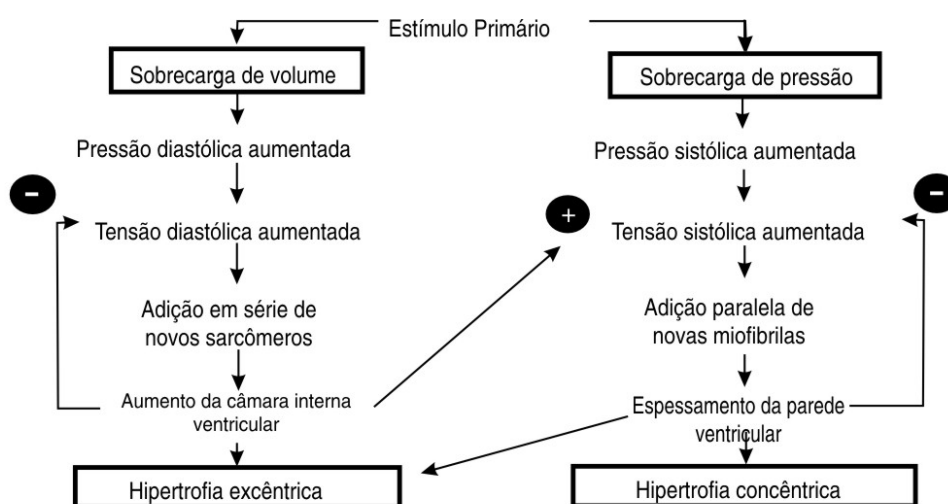 Estímulo Primário
Sobrecarga de volume
Sobrecarga de pressão
Pressão diastólica aumentada
Pressão sistólica aumentada
–
+
–
Tensão diastólica aumentada
Tensão sistólica aumentada
Adição em série de
novos sarcômeros
Adição paralela de
novas miofibrilas
Aumento da câmara interna
ventricular
Espessamento da parede
ventricular
Hipertrofia excêntrica
Hipertrofia concêntrica